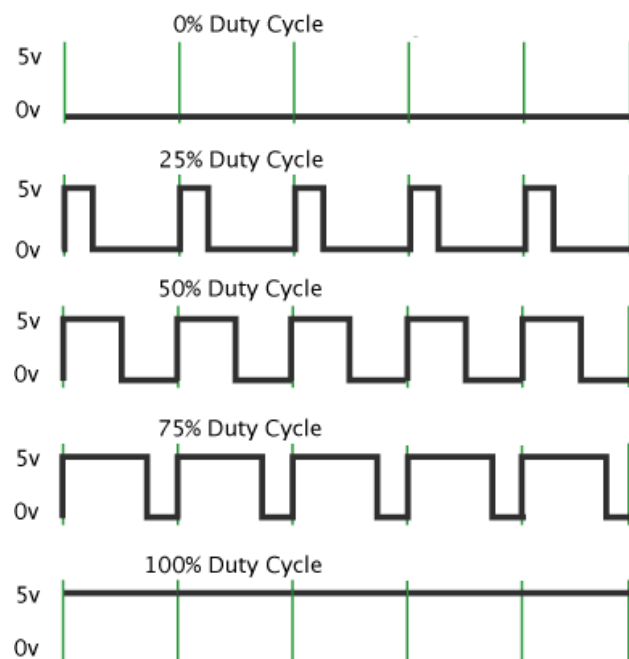 0% Duty Cycle
5v
0v
25% Duty Cycle
5v
0v
50% Duty Cycle
5v
0v
75% Duty Cycle
5v
0v
100% Duty Cycle
5v
0v